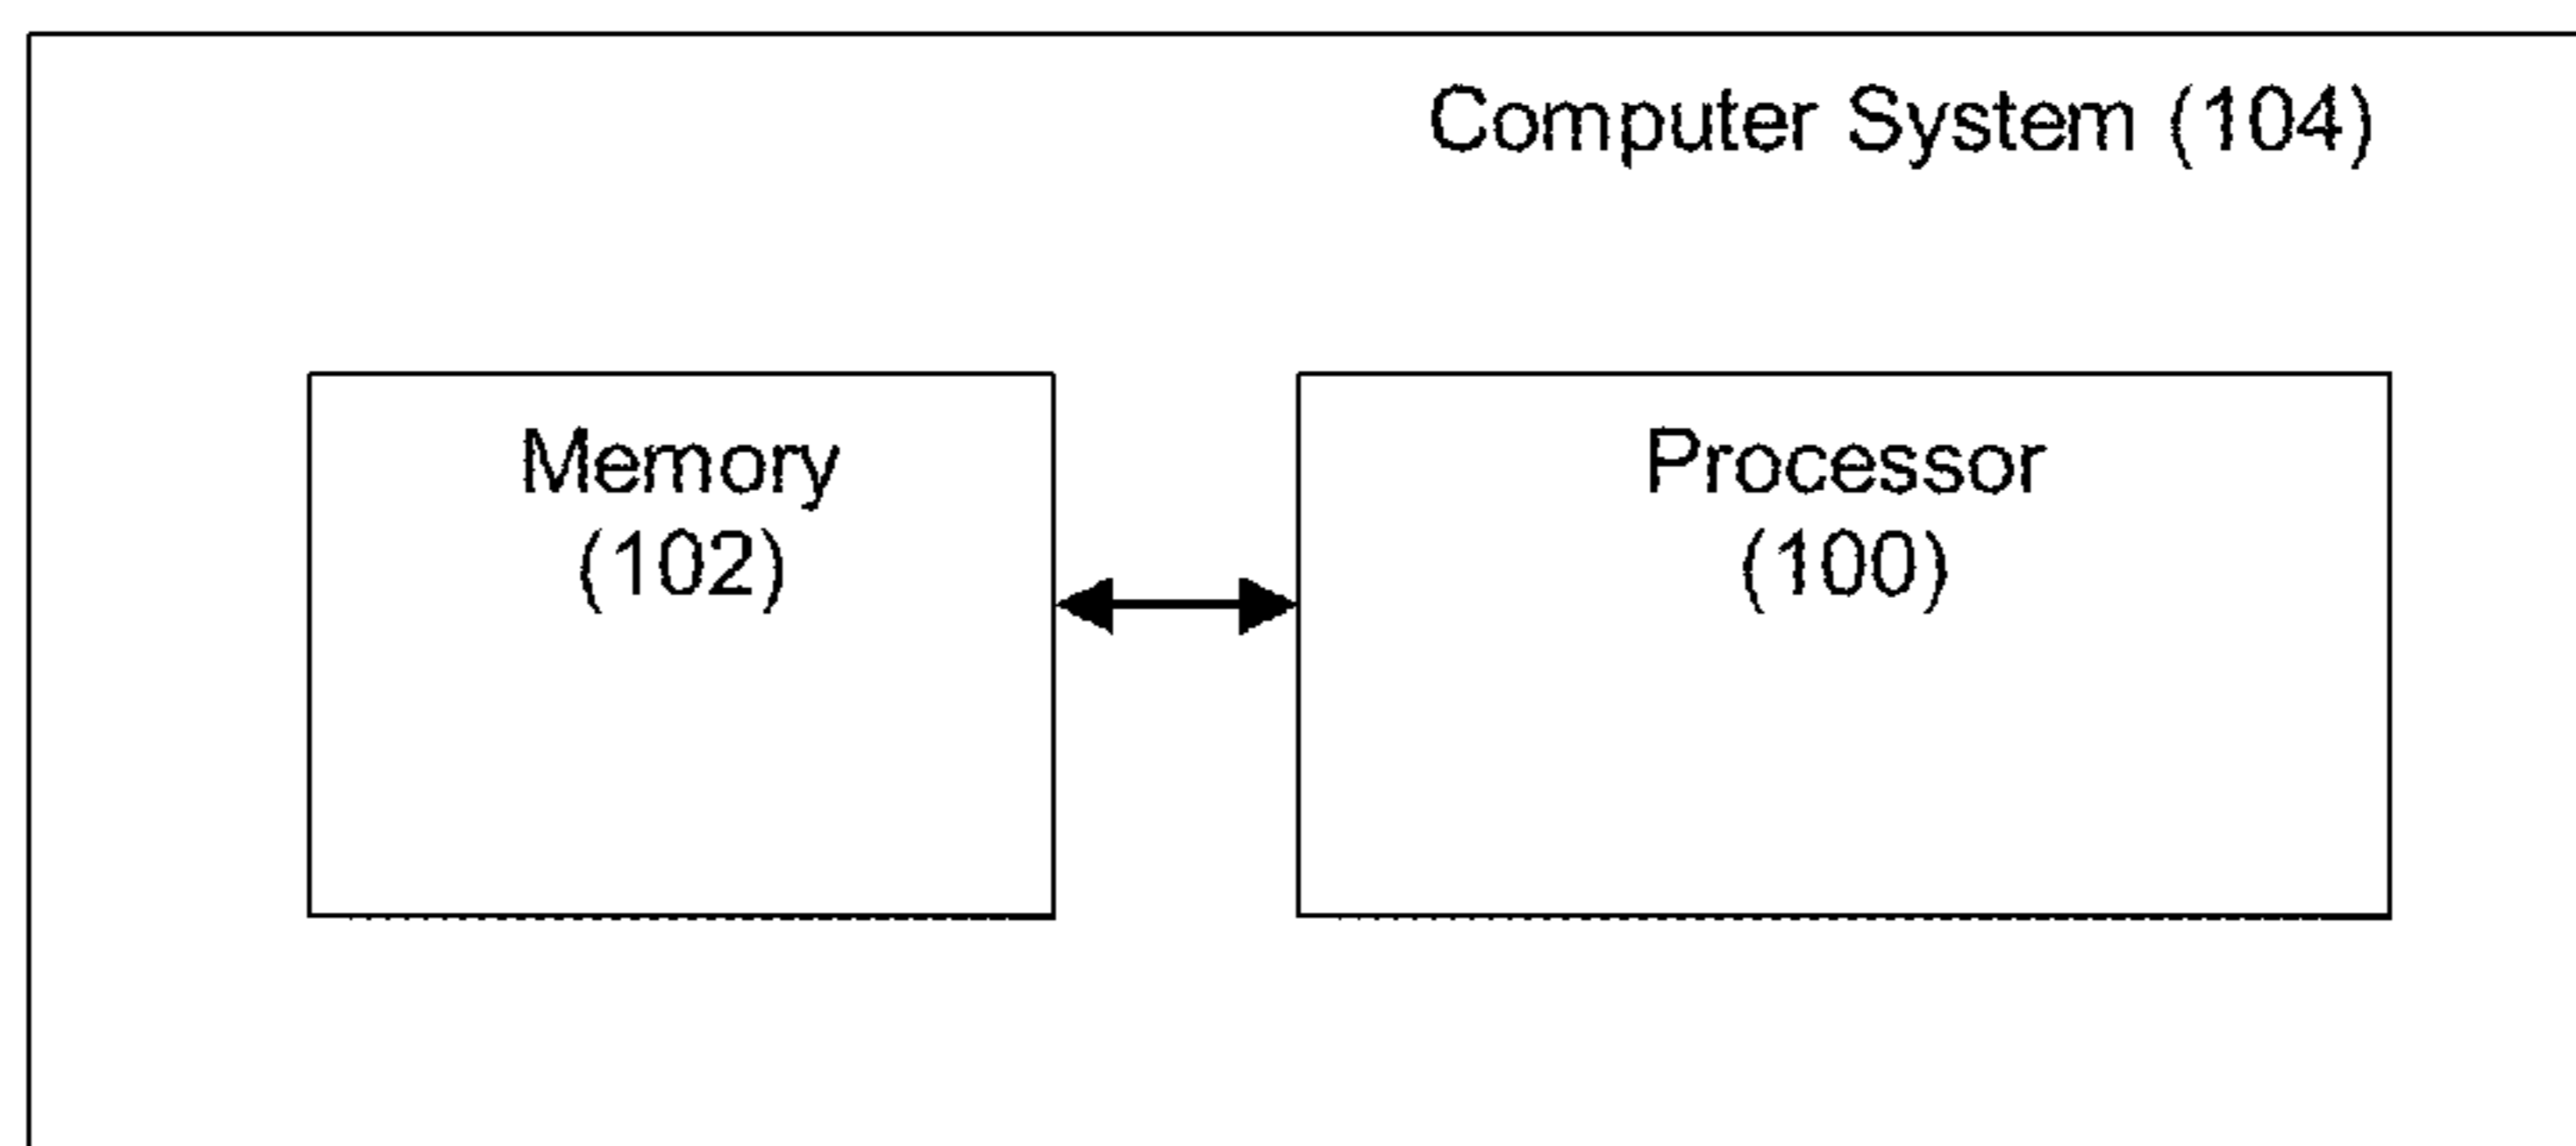 Computer System (104)
Memory
(102)
Processor
(100)